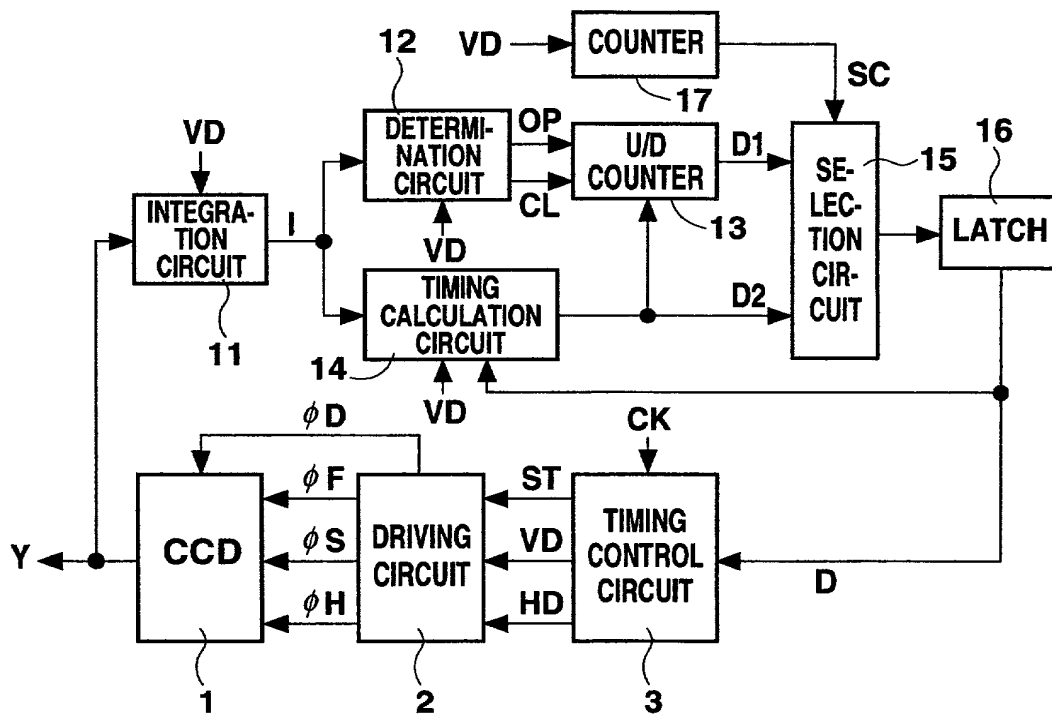 12
VD
COUNTER
17
SC
VD
DETERMI-
NATION
CIRCUIT
OP
CL
U/D
COUNTER
13
D1
SE-
LEC-
TION
CIR-
CUIT
15
16
LATCH
INTEGRA-
TION
CIRCUIT
11
I
VD
TIMING
CALCULATION
CIRCUIT
14
D2
VD
φD
CK
φF
φS
φH
ST
VD
HD
Y
CCD
DRIVING
CIRCUIT
TIMING
CONTROL
CIRCUIT
D
1
2
3